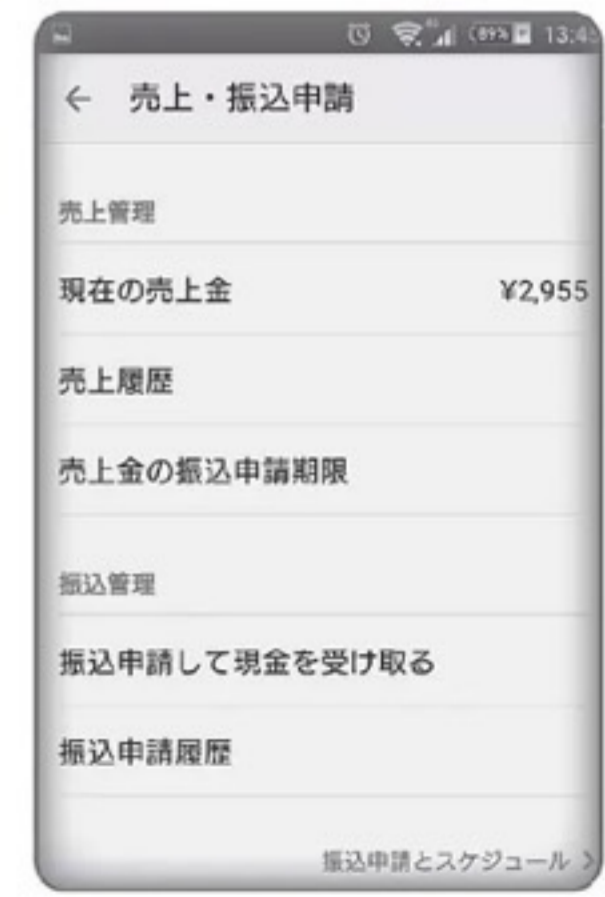 89% 13:45
← 売上・振込申請
売上管理
現在の売上金 ¥2,955
売上履歴
売上金の振込申請期限
振込管理
振込申請して現金を受け取る
振込申請履歴
振込申請とスケジュール >